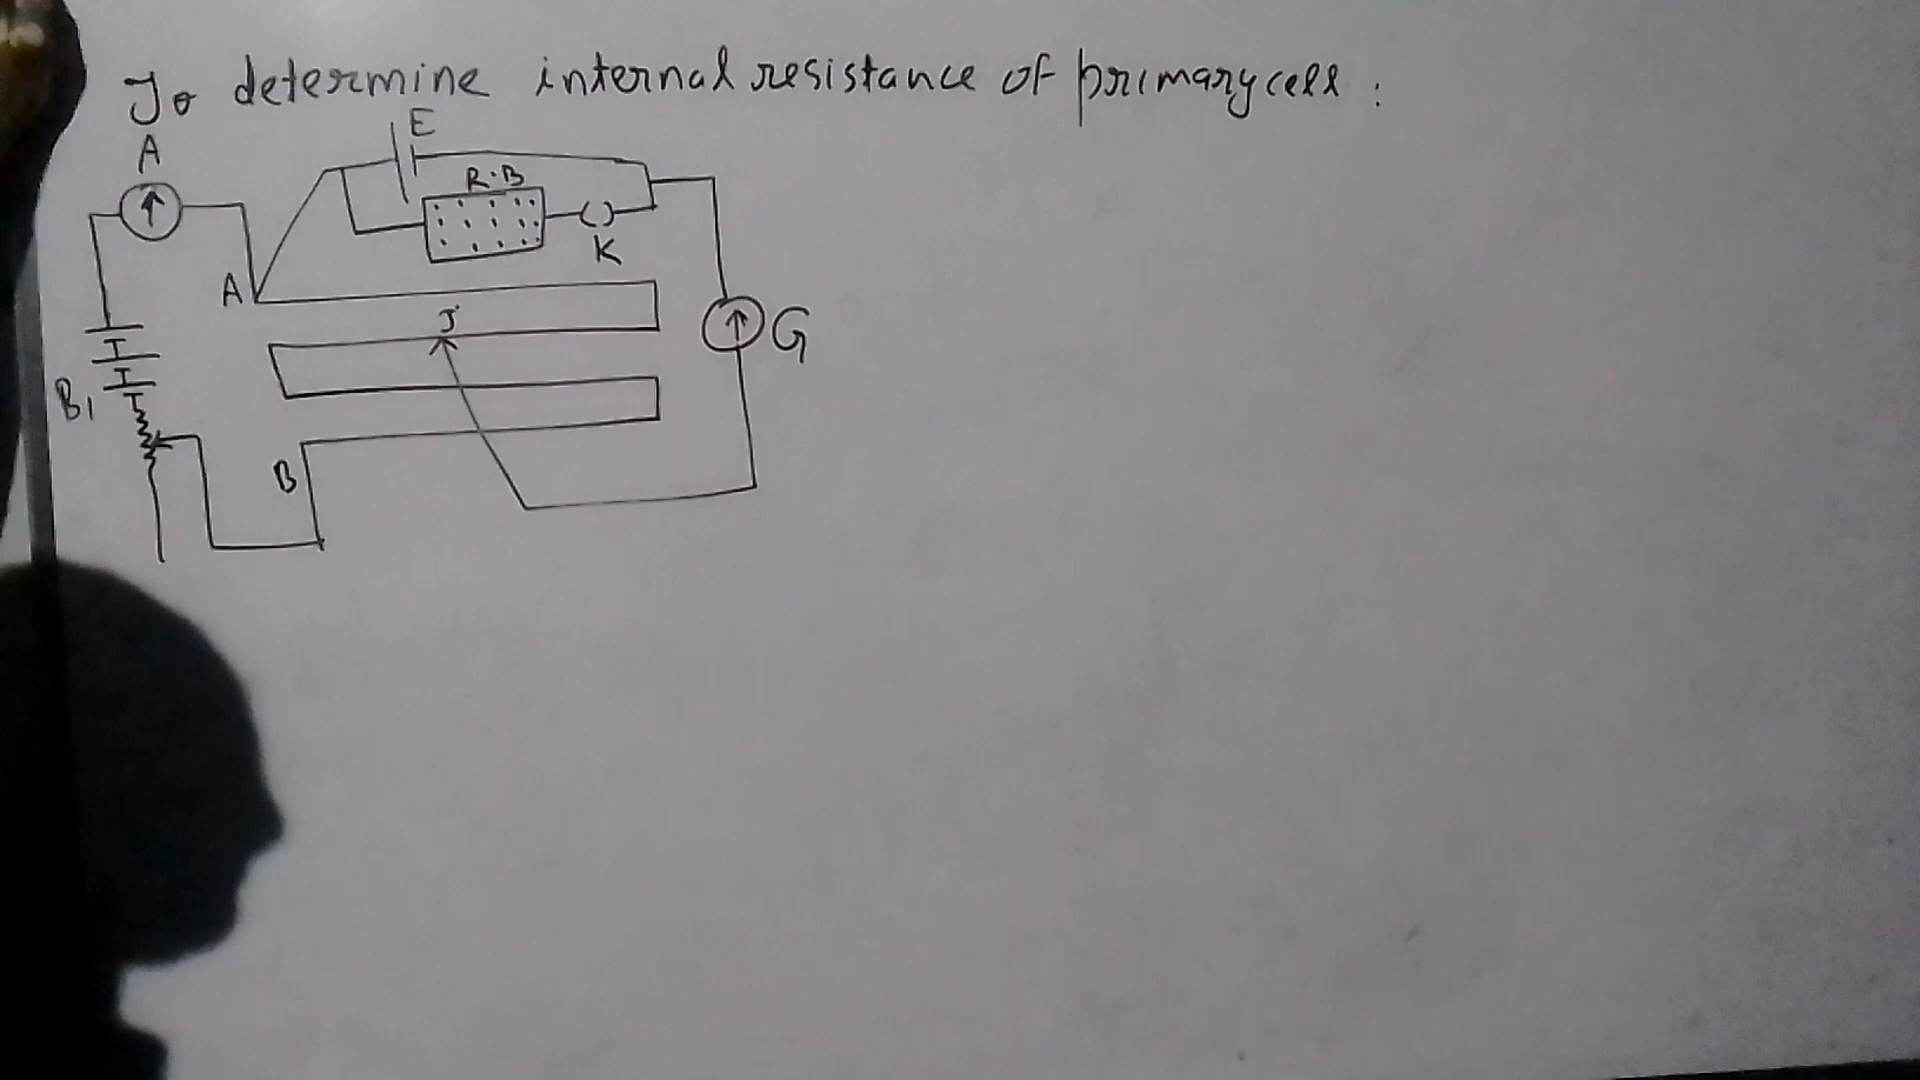 To determine internal resistance of primary cell :
E
A
R.B
K
A
J
G
B1
B